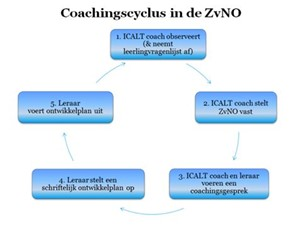 Coachingscyclus in de ZvNO
1. ICALT coach observeert
(& neemt
leerlingvragenlijst af)
2. ICALT coach stelt
ZvNO vast
3. ICALT coach en leraar
voeren een
coachingsgesprek
4. Leraar stelt een
schriftelijk ontwikkelplan op
5. Leraar
voert ontwikkelplan uit